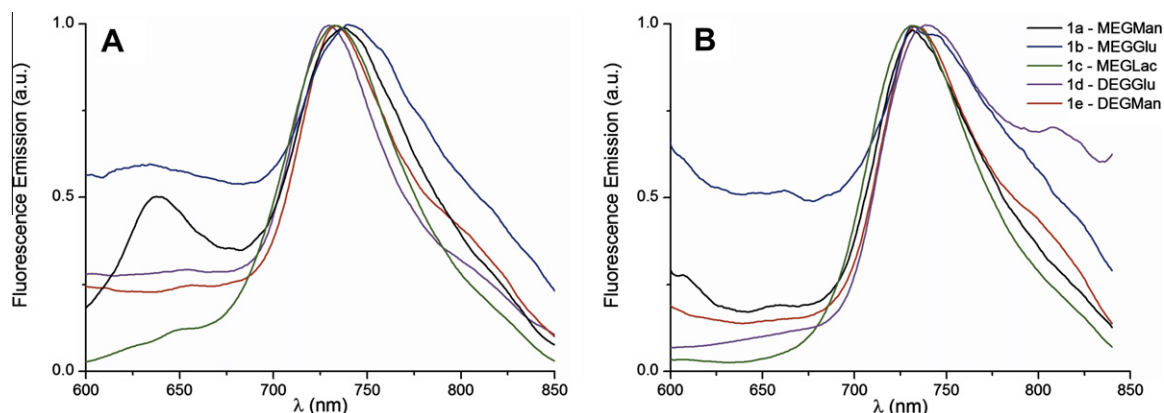 A
Fluorescence Emission (a.u.)
1.0
0.5
0.0
600 650 700 750 800 850
λ (nm)
B
Fluorescence Emission (a.u.)
1.0
0.5
0.0
600 650 700 750 800 850
λ (nm)
1a - MEGMan
1b - MEGGlu
1c - MEGLac
1d - DEGGlu
1e - DEGMan